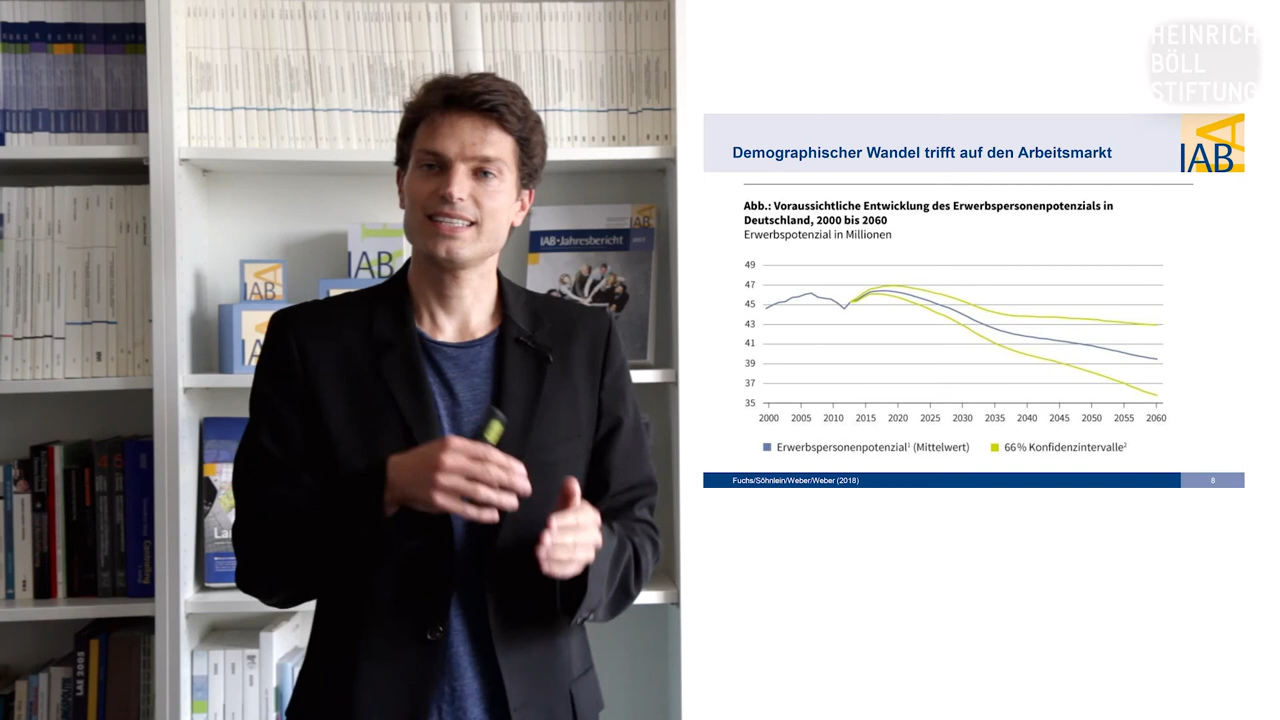 HEINRICH
BÖLL
STIFTUNG
Demographischer Wandel trifft auf den Arbeitsmarkt
IAB
Abb.: Voraussichtliche Entwicklung des Erwerbspersonenpotenzials in
Deutschland, 2000 bis 2060
Erwerbspotenzial in Millionen
49
47
45
43
41
39
37
35
2000 2005 2010 2015 2020 2025 2030 2035 2040 2045 2050 2055 2060
Erwerbspersonenpotenzial¹ (Mittelwert)
66% Konfidenzintervalle²
Fuchs/Söhnlein/Weber/Weber (2018)
8
IAB
IAB
IAB
IAB-Jahresbericht
Controlling
LAE 2005